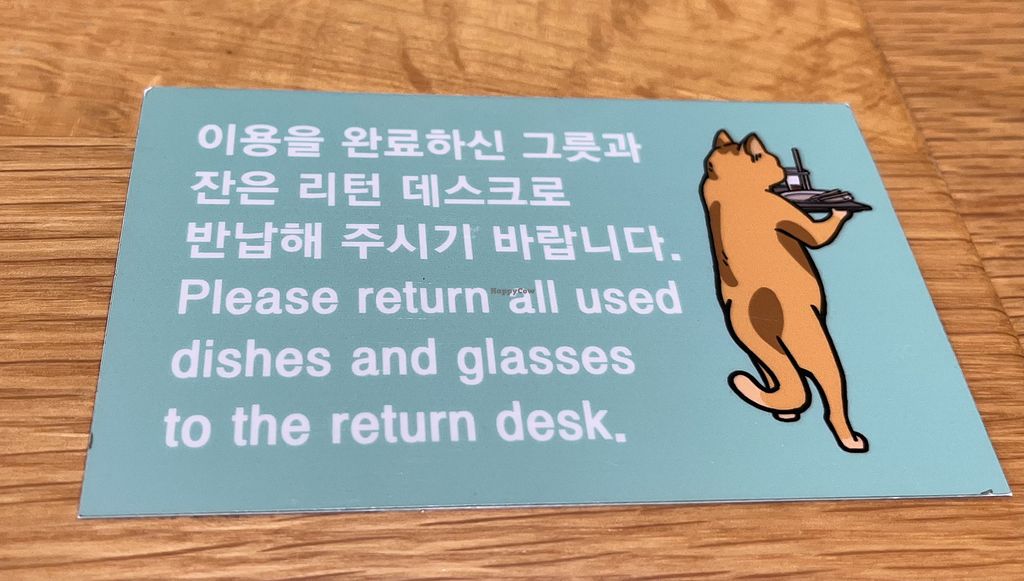 이용을 완료하신 그릇과
잔은 리턴 데스크로
반납해 주시기 바랍니다.
Please return all used
HappyCow
dishes and glasses
to the return desk.